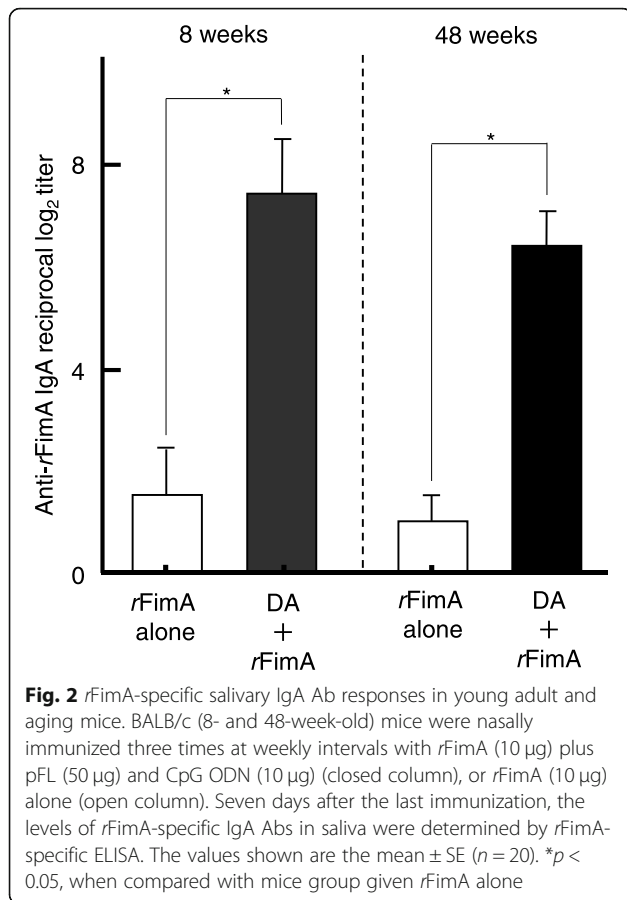 8 weeks 48 weeks
* *
Anti-rFimA IgA reciprocal log₂ titer
8
4
0
rFimA alone
DA + rFimA
rFimA alone
DA + rFimA
Fig. 2 rFimA-specific salivary IgA Ab responses in young adult and
aging mice. BALB/c (8- and 48-week-old) mice were nasally
immunized three times at weekly intervals with rFimA (10 μg) plus
pFL (50 μg) and CpG ODN (10 μg) (closed column), or rFimA (10 μg)
alone (open column). Seven days after the last immunization, the
levels of rFimA-specific IgA Abs in saliva were determined by rFimA-
specific ELISA. The values shown are the mean ± SE (n = 20). *p <
0.05, when compared with mice group given rFimA alone